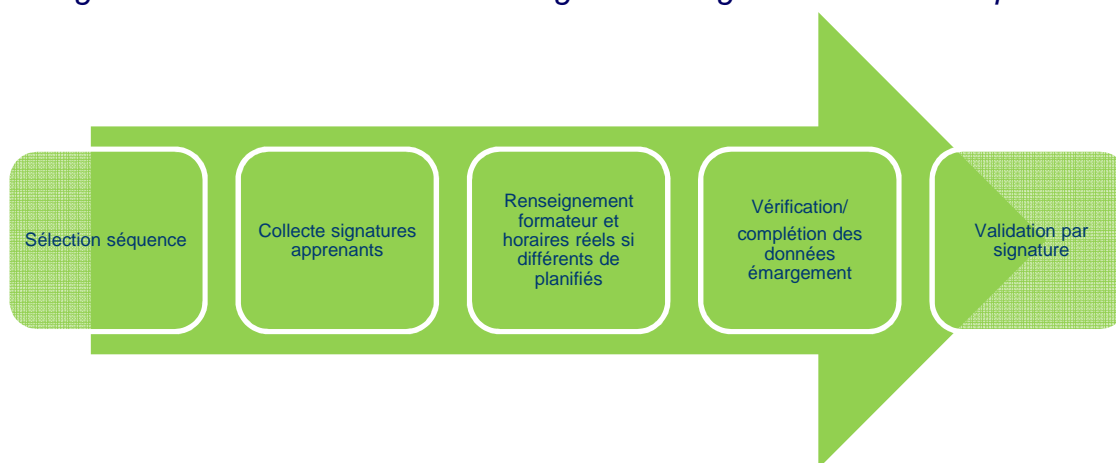 Sélection séquence
Collecte signatures
apprenants
Renseignement
formateur et
horaires réels si
différents de
planifiés
Vérification/
complétion des
données
émargement
Validation par
signature